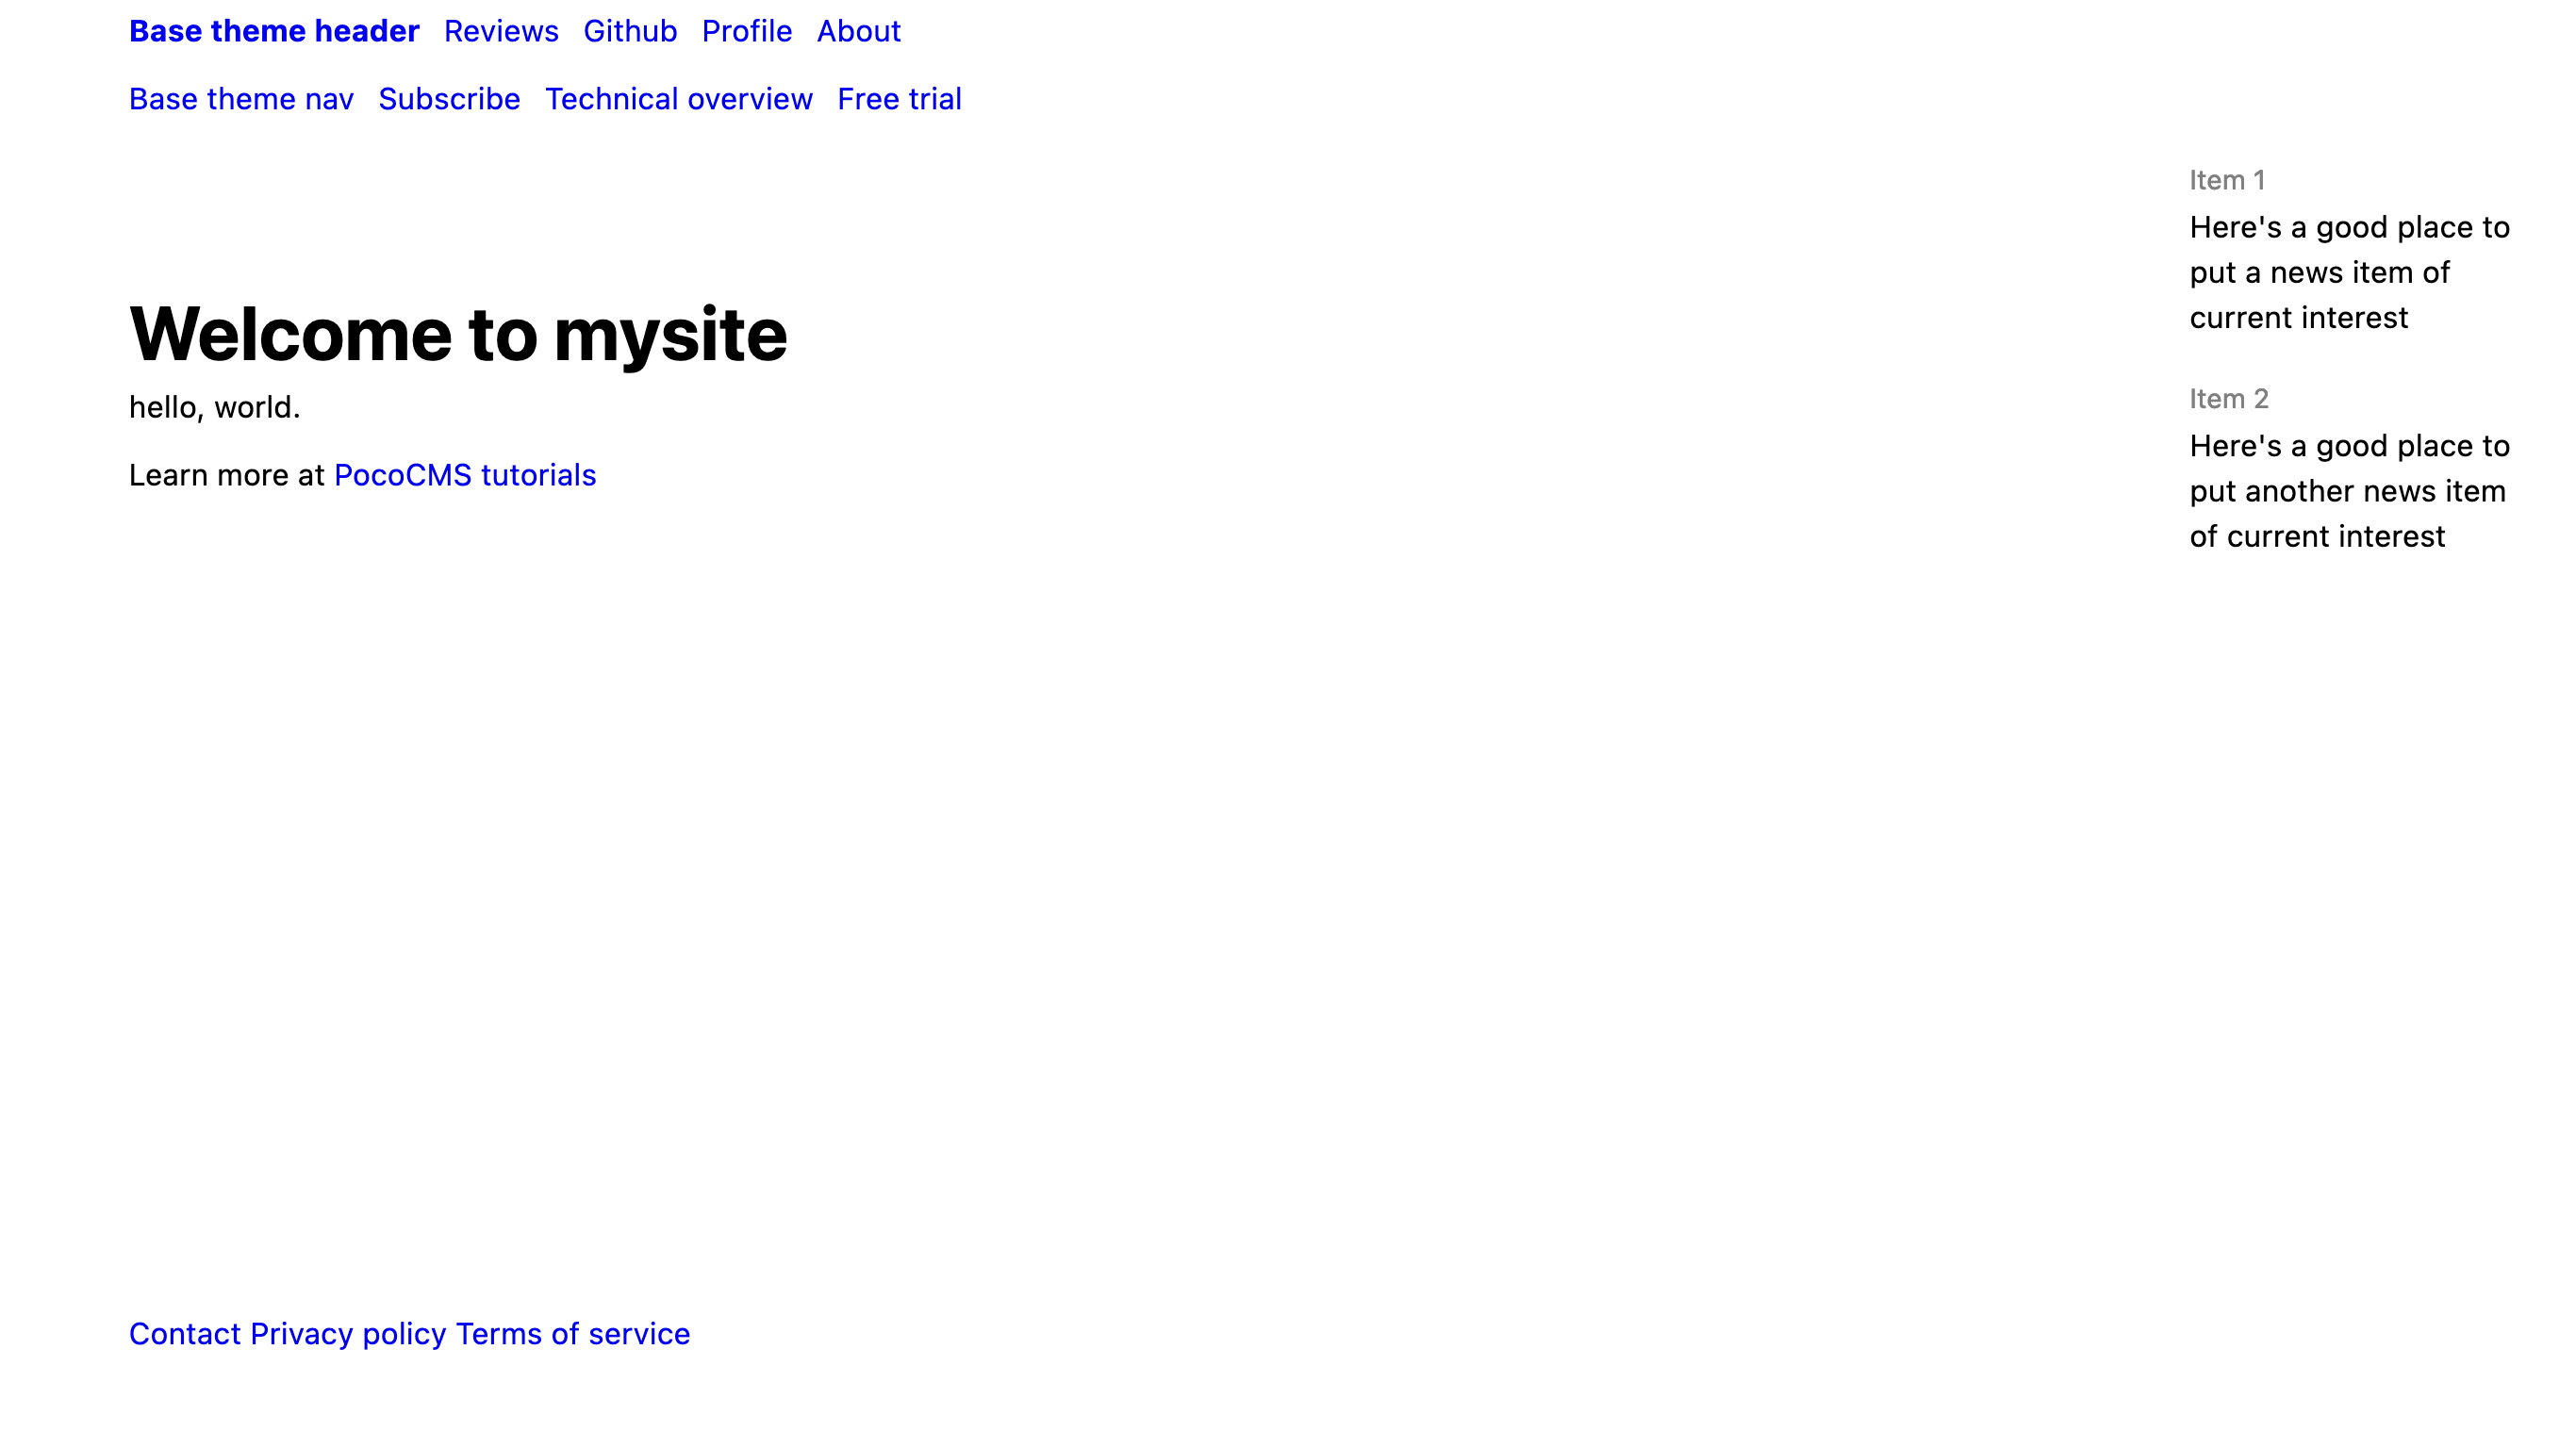 Base theme header Reviews Github Profile About
Base theme nav Subscribe Technical overview Free trial
Welcome to mysite
hello, world.
Learn more at PocoCMS tutorials
Item 1
Here's a good place to
put a news item of
current interest
Item 2
Here's a good place to
put another news item
of current interest
Contact Privacy policy Terms of service